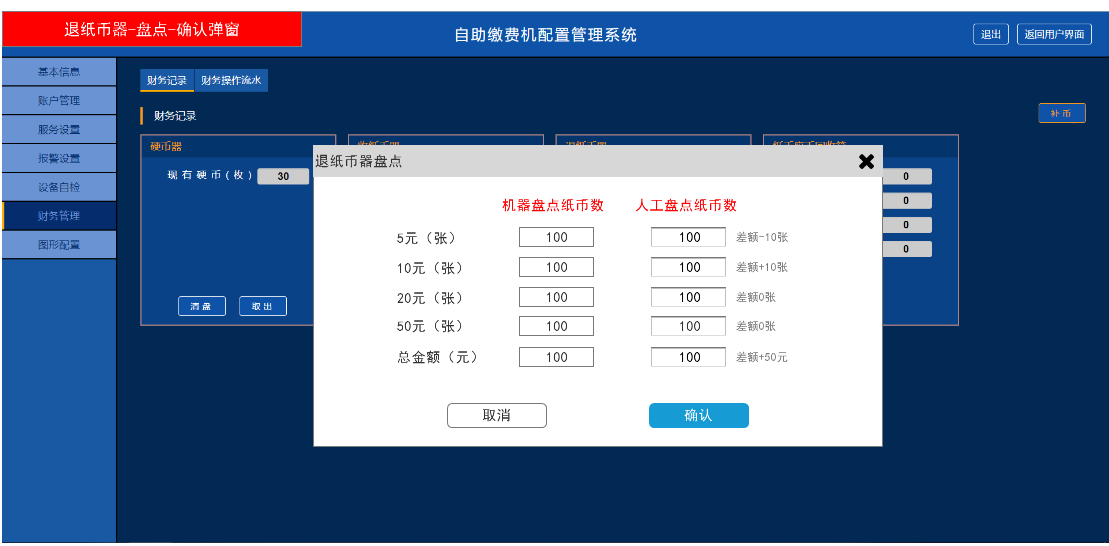 退纸币器-盘点-确认弹窗
自助缴费机配置管理系统
退出
返回用户界面
基本信息
账户管理
服务设置
报警设置
设备自检
财务管理
图形配置
财务记录 财务操作流水
财务记录
补 币
硬币器
现 有 硬 币 ( 枚 ) 30
清 盘 取 出
0
0
0
0
退纸币器盘点
机器盘点纸币数 人工盘点纸币数
5元（张） 100 100 差额-10张
10元（张） 100 100 差额+10张
20元（张） 100 100 差额0张
50元（张） 100 100 差额0张
总金额（元） 100 100 差额+50元
取消 确认